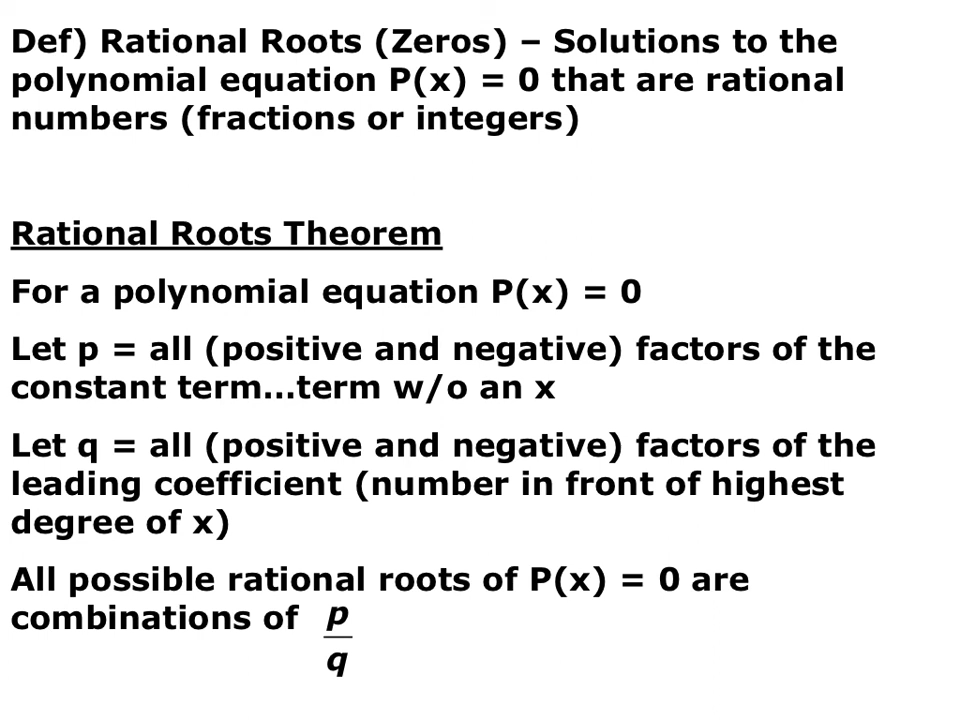 Def) Rational Roots (Zeros) – Solutions to the
polynomial equation P(x) = 0 that are rational
numbers (fractions or integers)
Rational Roots Theorem
For a polynomial equation P(x) = 0
Let p = all (positive and negative) factors of the
constant term…term w/o an x
Let q = all (positive and negative) factors of the
leading coefficient (number in front of highest
degree of x)
All possible rational roots of P(x) = 0 are
combinations of p
q